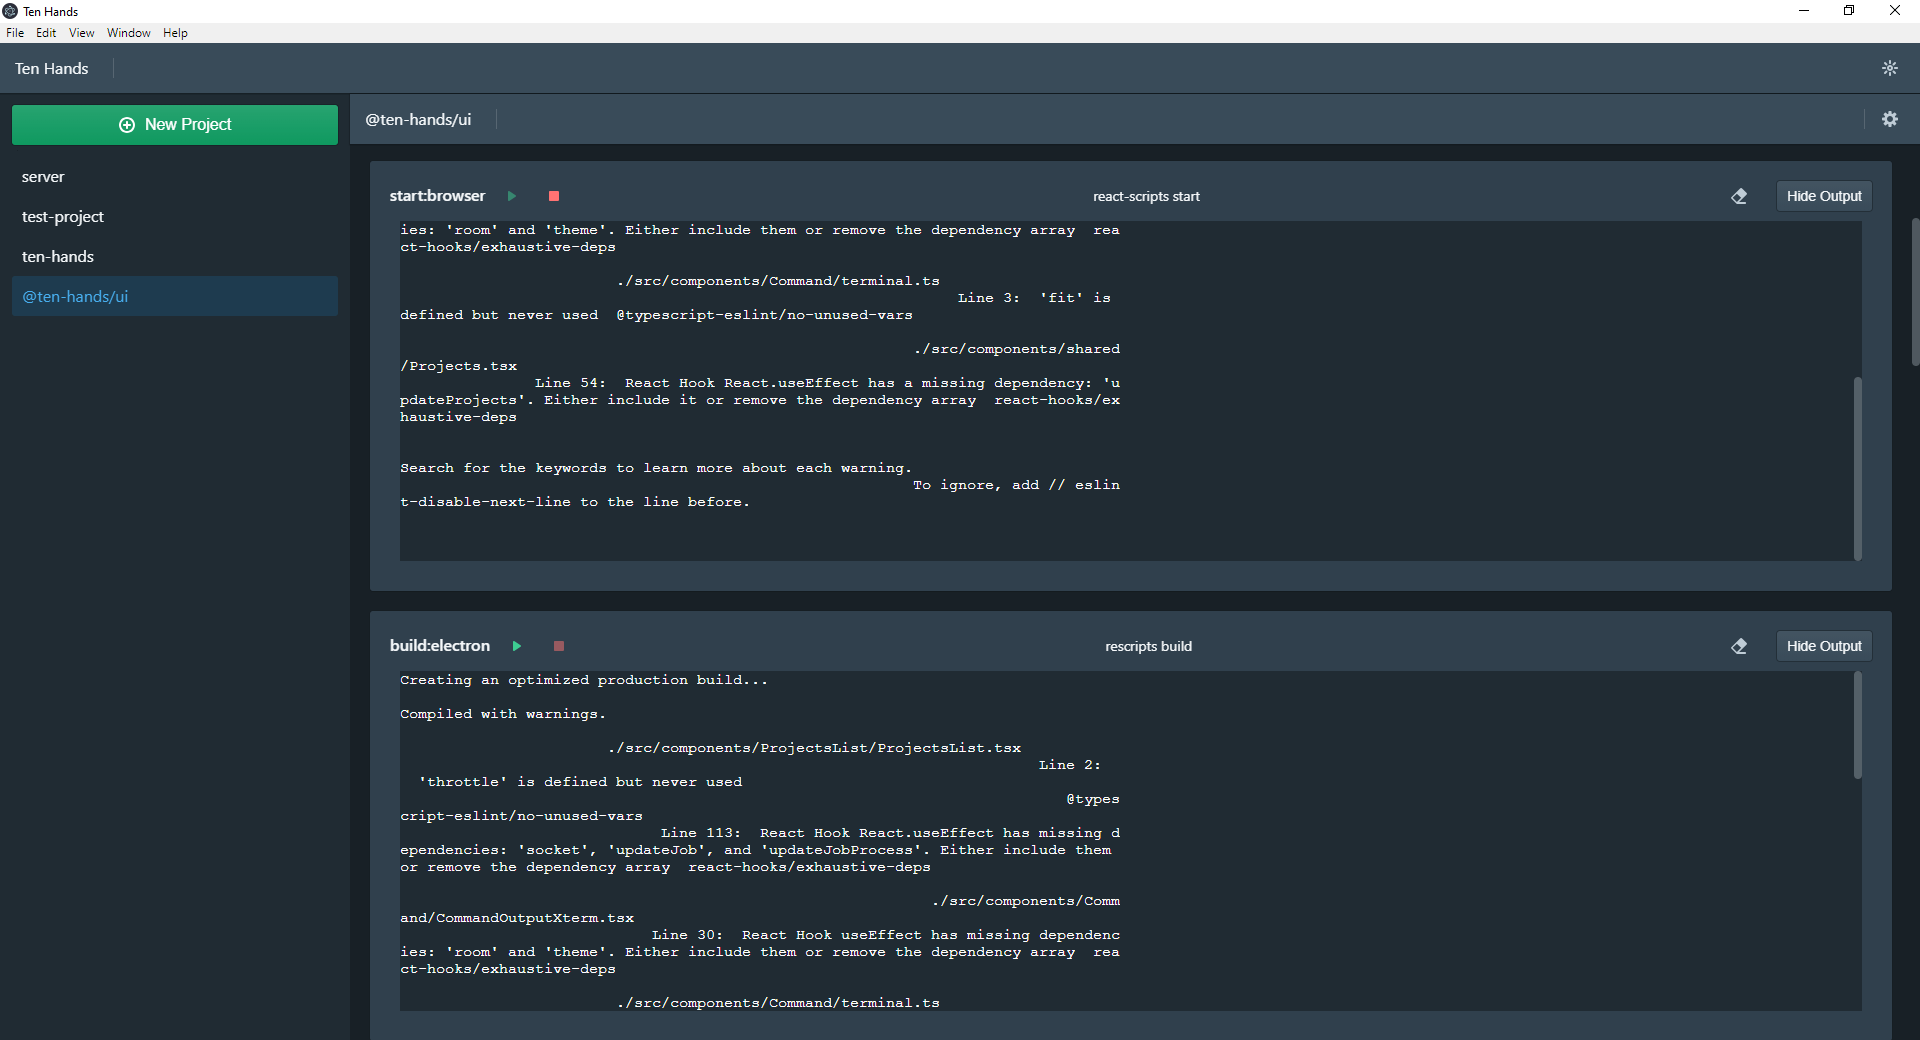 Ten Hands
File Edit View Window Help
Ten Hands
New Project
server
test-project
ten-hands
@ten-hands/ui
@ten-hands/ui
start:browser
react-scripts start
Hide Output
ies: 'room' and 'theme'. Either include them or remove the dependency array  rea
ct-hooks/exhaustive-deps
./src/components/Command/terminal.ts
Line 3:  'fit' is
defined but never used  @typescript-eslint/no-unused-vars
./src/components/shared
/Projects.tsx
Line 54:  React Hook React.useEffect has a missing dependency: 'u
pdateProjects'. Either include it or remove the dependency array  react-hooks/ex
haustive-deps
Search for the keywords to learn more about each warning.
To ignore, add // eslin
t-disable-next-line to the line before.
build:electron
rescripts build
Hide Output
Creating an optimized production build...
Compiled with warnings.
./src/components/ProjectsList/ProjectsList.tsx
Line 2:
'throttle' is defined but never used
@types
cript-eslint/no-unused-vars
Line 113:  React Hook React.useEffect has missing d
ependencies: 'socket', 'updateJob', and 'updateJobProcess'. Either include them
or remove the dependency array  react-hooks/exhaustive-deps
./src/components/Comm
and/CommandOutputXterm.tsx
Line 30:  React Hook useEffect has missing dependenc
ies: 'room' and 'theme'. Either include them or remove the dependency array  rea
ct-hooks/exhaustive-deps
./src/components/Command/terminal.ts